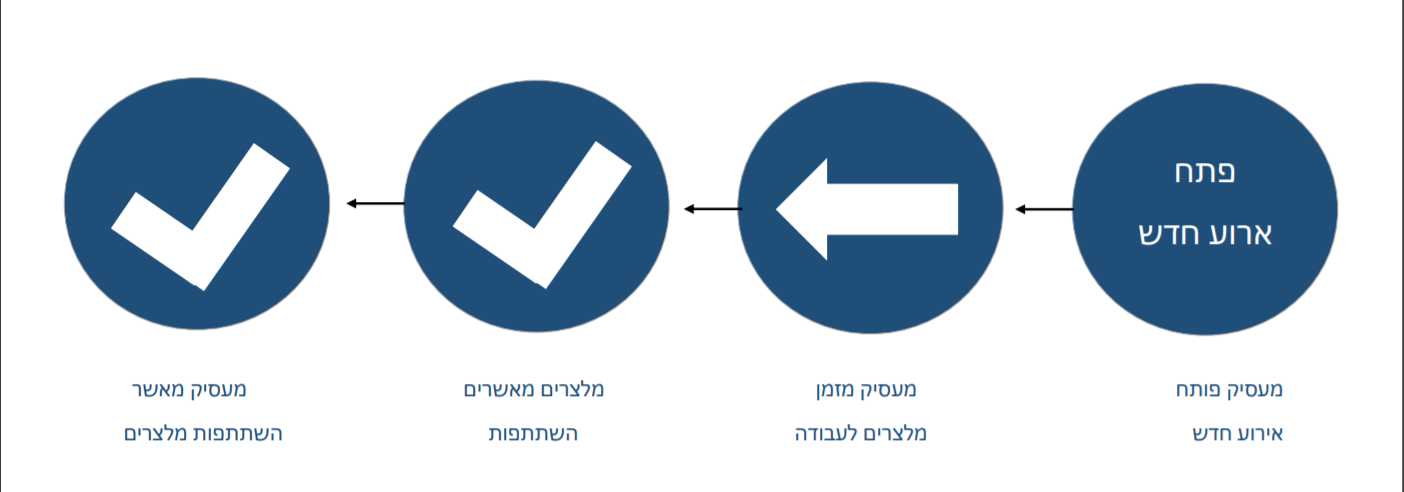 פתח
ארוע חדש
מעסיק פותח
אירוע חדש
מעסיק מזמן
מלצרים לעבודה
מלצרים מאשרים
השתתפות
מעסיק מאשר
השתתפות מלצרים